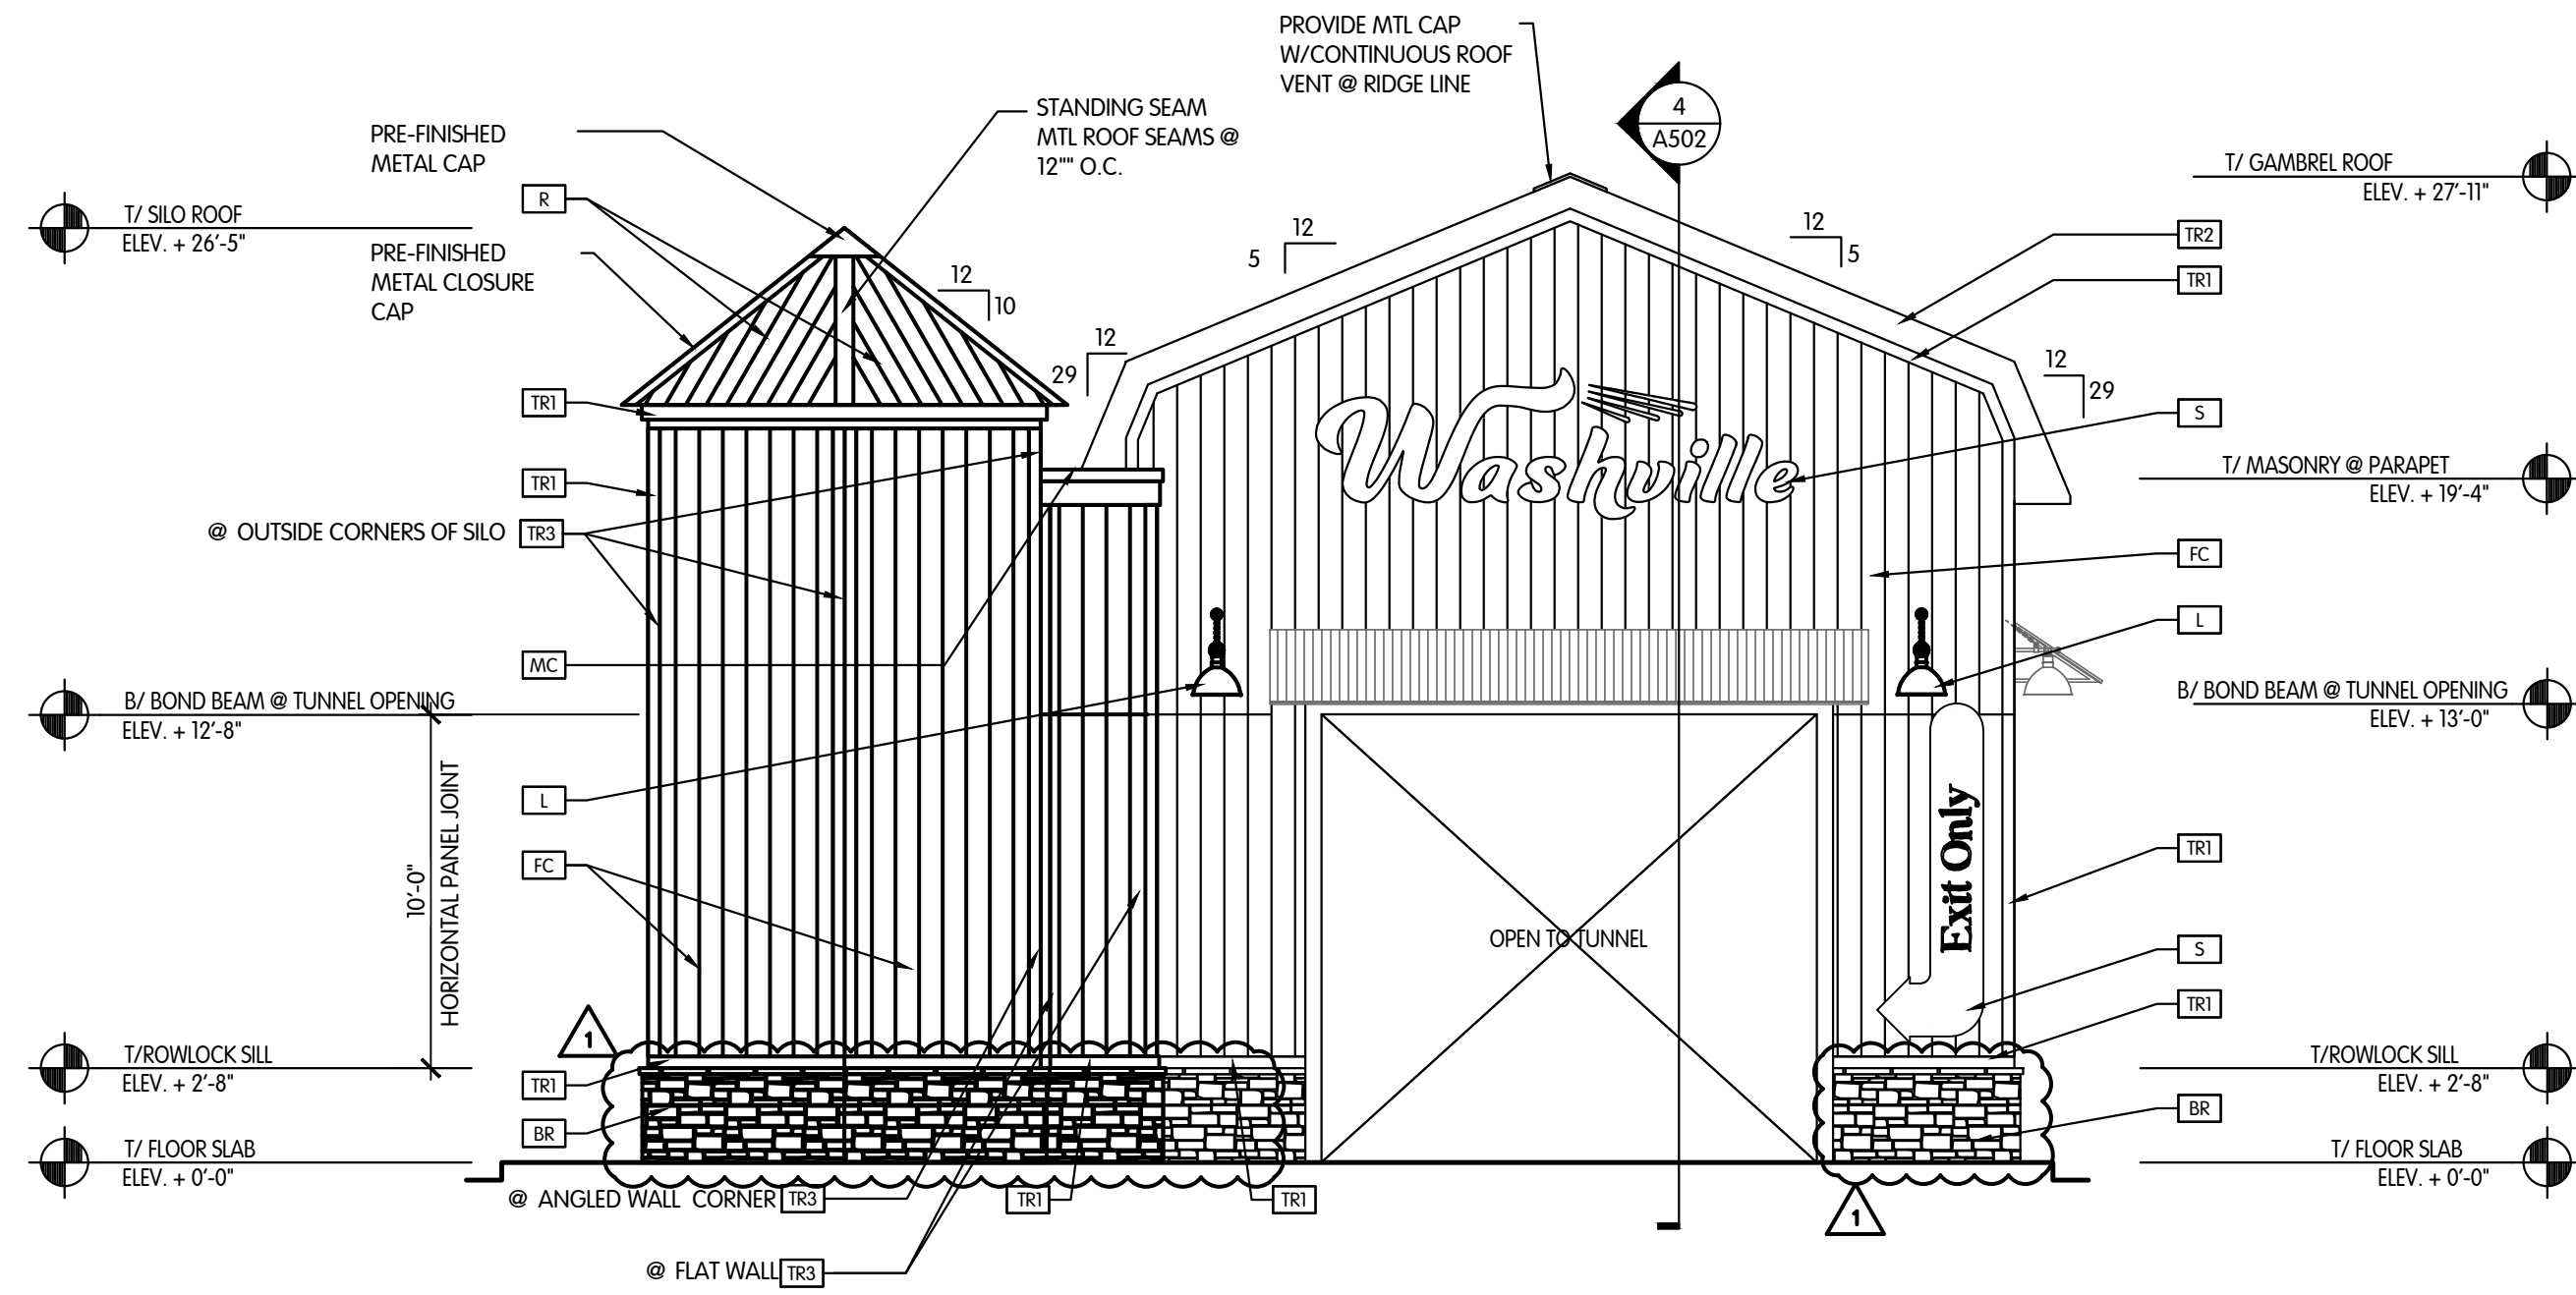 PROVIDE MTL CAP
W/CONTINUOUS ROOF
VENT @ RIDGE LINE
4
A502
STANDING SEAM
MTL ROOF SEAMS @
12"" O.C.
PRE-FINISHED
METAL CAP
R
T/ SILO ROOF
ELEV. + 26'-5"
PRE-FINISHED
METAL CLOSURE
CAP
T/ GAMBREL ROOF
ELEV. + 27'-11"
12
5
12
5
12
10
12
29
12
29
TR2
TR1
TR1
S
TR1
Washville
T/ MASONRY @ PARAPET
ELEV. + 19'-4"
@ OUTSIDE CORNERS OF SILO
TR3
FC
L
MC
B/ BOND BEAM @ TUNNEL OPENING
ELEV. + 12'-8"
B/ BOND BEAM @ TUNNEL OPENING
ELEV. + 13'-0"
L
10'-0"
HORIZONTAL PANEL JOINT
FC
Exit Only
TR1
OPEN TO TUNNEL
S
TR1
1
T/ROWLOCK SILL
ELEV. + 2'-8"
T/ROWLOCK SILL
ELEV. + 2'-8"
TR1
BR
BR
T/ FLOOR SLAB
ELEV. + 0'-0"
T/ FLOOR SLAB
ELEV. + 0'-0"
@ ANGLED WALL CORNER
TR3
TR1
TR1
1
@ FLAT WALL
TR3